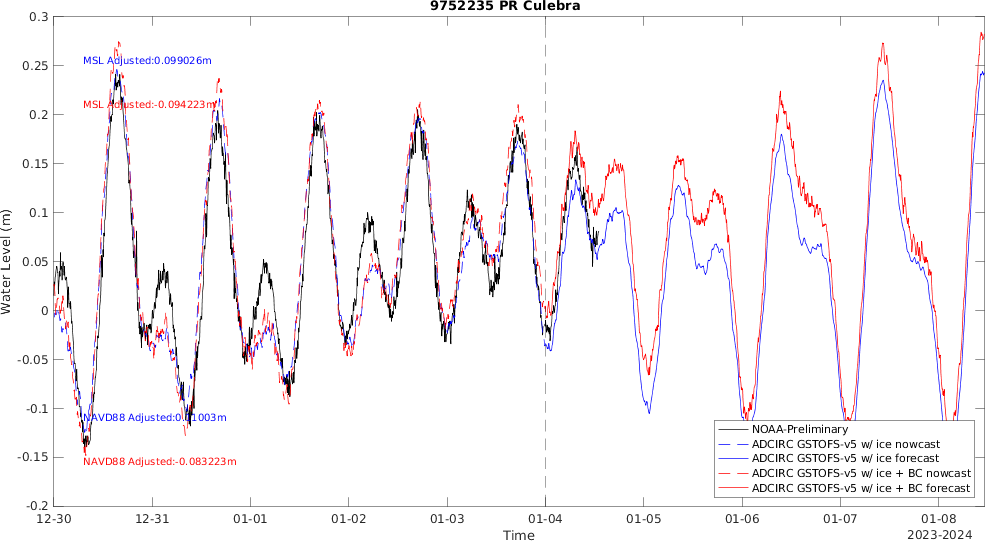 9752235 PR Culebra
0.3
0.25
0.2
0.15
0.1
0.05
0
-0.05
-0.1
-0.15
-0.2
Water Level (m)
MSL Adjusted:0.099026m
MSL Adjusted:-0.094223m
NAVD88 Adjusted:0.11003m
NAVD88 Adjusted:-0.083223m
NOAA-Preliminary
ADCIRC GSTOFS-v5 w/ ice nowcast
ADCIRC GSTOFS-v5 w/ ice forecast
ADCIRC GSTOFS-v5 w/ ice + BC nowcast
ADCIRC GSTOFS-v5 w/ ice + BC forecast
12-30 12-31 01-01 01-02 01-03 01-04 01-05 01-06 01-07 01-08
Time
2023-2024